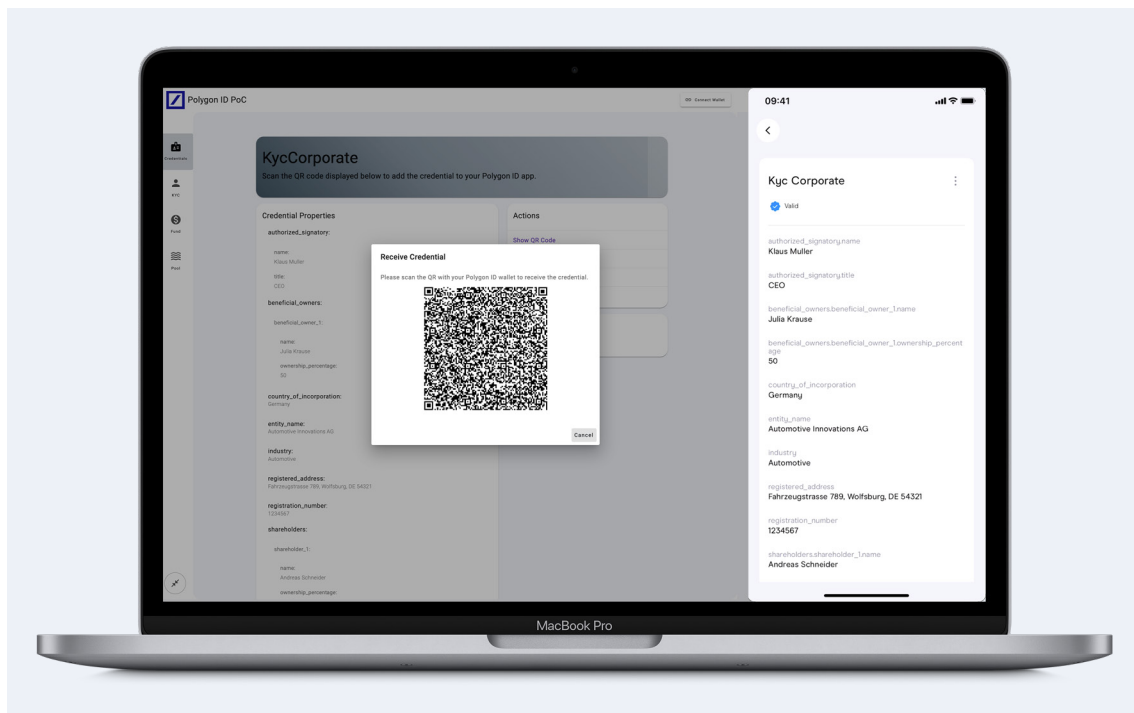 Polygon ID PoC
Connect Wallet
Credentials
KYC
Fund
Pool
KycCorporate
Scan the QR code displayed below to add the credential to your Polygon ID app.
Credential Properties
authorized_signatory:
name:
Klaus Muller
title:
CEO
beneficial_owners:
beneficial_owner_1:
name:
Julia Krause
ownership_percentage:
50
country_of_incorporation:
Germany
entity_name:
Automotive Innovations AG
industry:
Automotive
registered_address:
Fahrzeugstrasse 789, Wolfsburg, DE 54321
registration_number:
1234567
shareholders:
shareholder_1:
name:
Andreas Schneider
ownership_percentage:
Actions
Show QR Code
Receive Credential
Please scan the QR with your Polygon ID wallet to receive the credential.
Cancel
09:41
Kyc Corporate
Valid
authorized_signatory.name
Klaus Muller
authorized_signatory.title
CEO
beneficial_owners.beneficial_owner_1.name
Julia Krause
beneficial_owners.beneficial_owner_1.ownership_percent
age
50
country_of_incorporation
Germany
entity_name
Automotive Innovations AG
industry
Automotive
registered_address
Fahrzeugstrasse 789, Wolfsburg, DE 54321
registration_number
1234567
shareholders.shareholder_1.name
Andreas Schneider
MacBook Pro